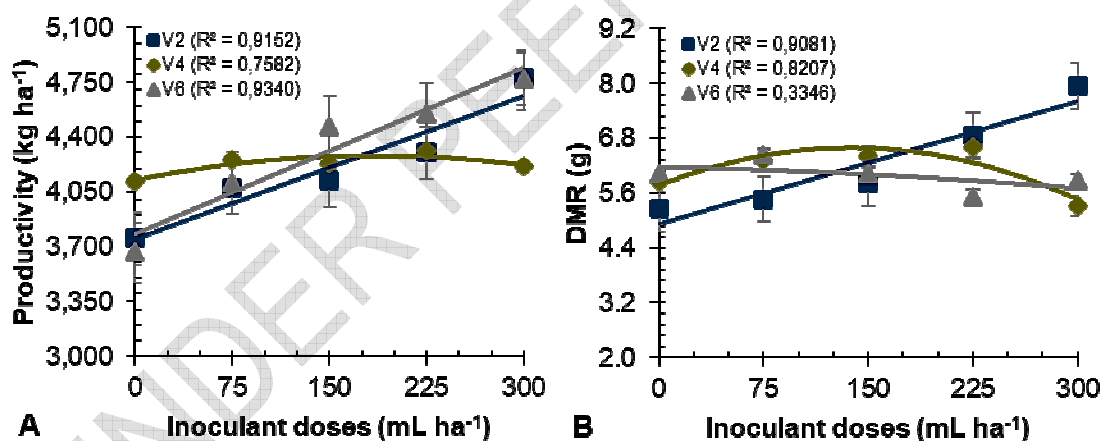 5,100
4,750
4,400
4,050
3,700
3,350
3,000
Productivity (kg ha⁻¹)
V2 (R² = 0,9152)
V4 (R² = 0,7582)
V6 (R² = 0,9340)
0 75 150 225 300
A Inoculant doses (mL ha⁻¹)
9.2
8.0
6.8
5.6
4.4
3.2
2.0
DMR (g)
V2 (R² = 0,9081)
V4 (R² = 0,8207)
V6 (R² = 0,3346)
0 75 150 225 300
B Inoculant doses (mL ha⁻¹)
UNDER PEE